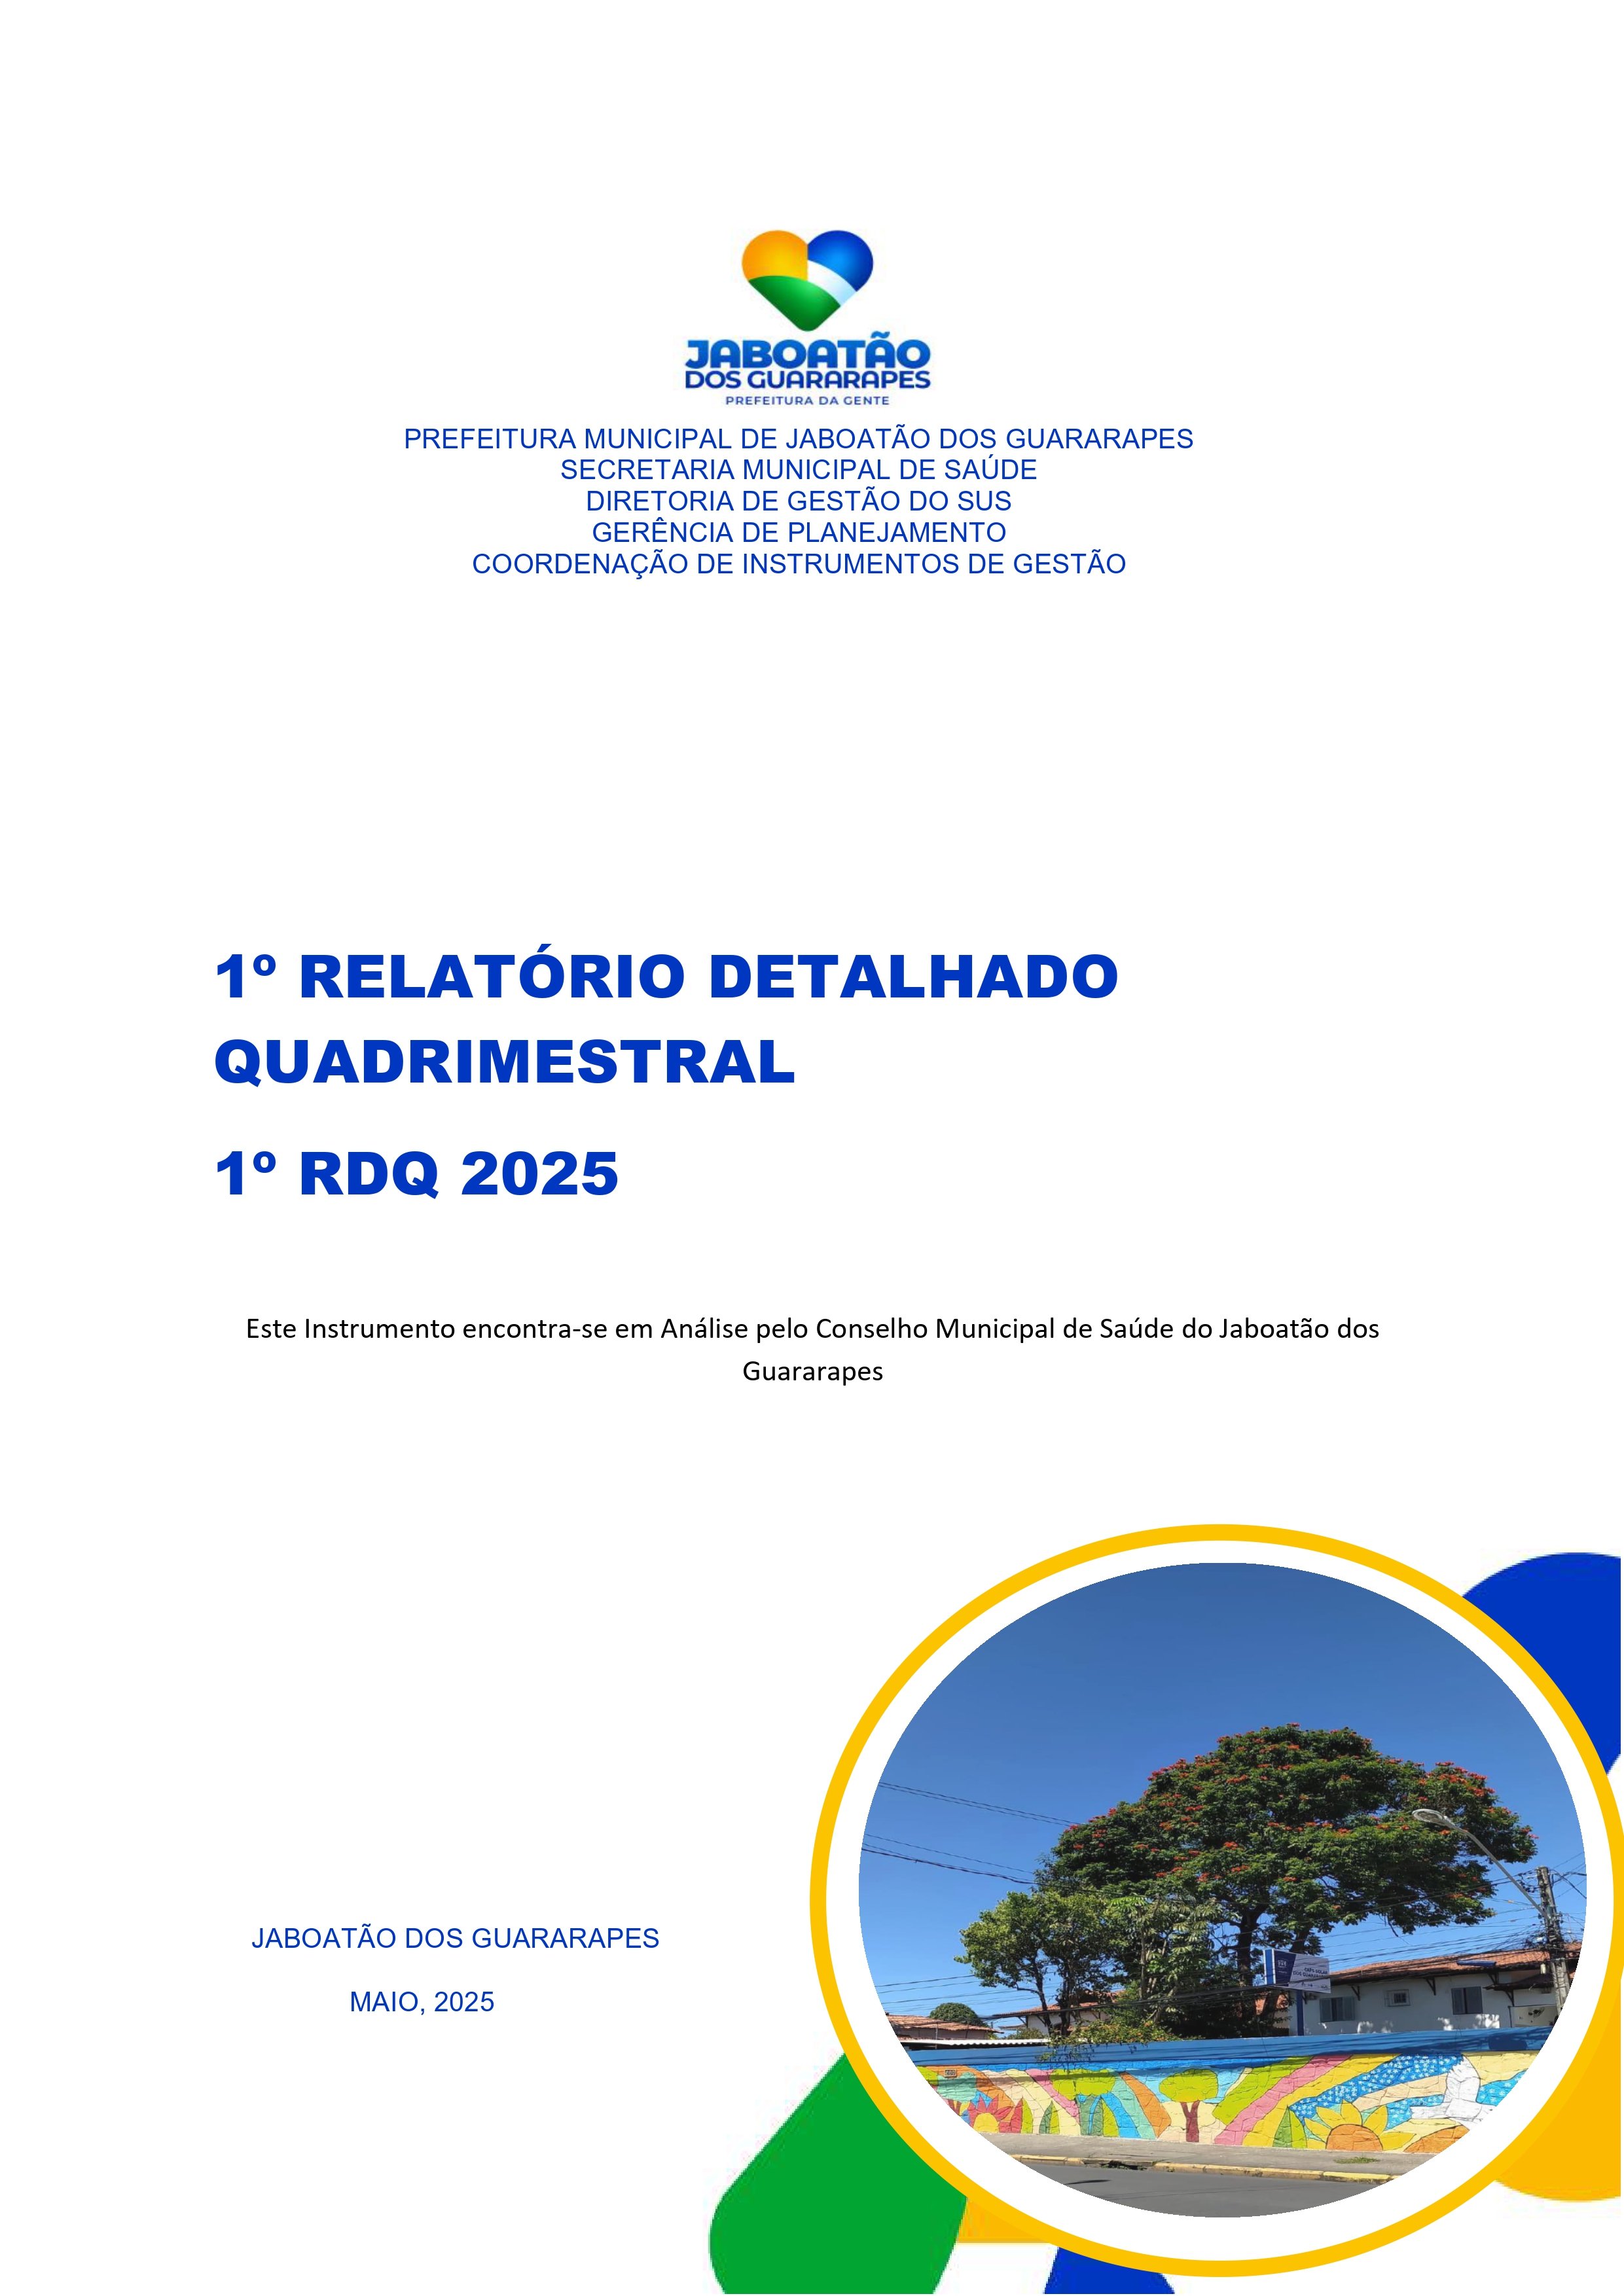 JABOATÃO
DOS GUARARAPES
PREFEITURA DA GENTE
PREFEITURA MUNICIPAL DE JABOATÃO DOS GUARARAPES
SECRETARIA MUNICIPAL DE SAÚDE
DIRETORIA DE GESTÃO DO SUS
GERÊNCIA DE PLANEJAMENTO
COORDENAÇÃO DE INSTRUMENTOS DE GESTÃO
1º RELATÓRIO DETALHADO
QUADRIMESTRAL
1º RDQ 2025
Este Instrumento encontra-se em Análise pelo Conselho Municipal de Saúde do Jaboatão dos
Guararapes
JABOATÃO DOS GUARARAPES
MAIO, 2025